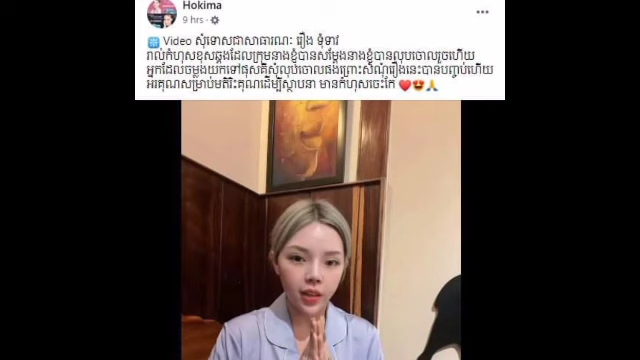 Hokima
9 hrs ·
Video សុំទោសជាសាធារណៈ រឿង ទុំទាវ
រាល់កំហុសខុសឆ្គងដែលក្រុមនាងខ្ញុំបានសម្ដែងនាងខ្ញុំបានលុបចោលរួចហើយ
អ្នកដែលចម្លងយកទៅផុសគឺសុំលុបចោលផងព្រោះសំណុំរឿងនេះបានបញ្ចប់ហើយ
អរគុណសម្រាប់មតិរិះគុណដើម្បីស្ថាបនា មានកំហុសចេះកែ ❤️😍🙏